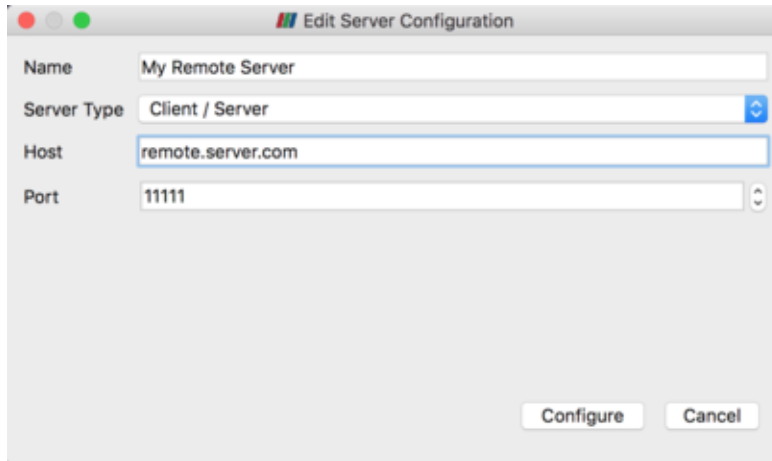 Edit Server Configuration
Name My Remote Server
Server Type Client / Server
Host remote.server.com
Port 11111
Configure Cancel